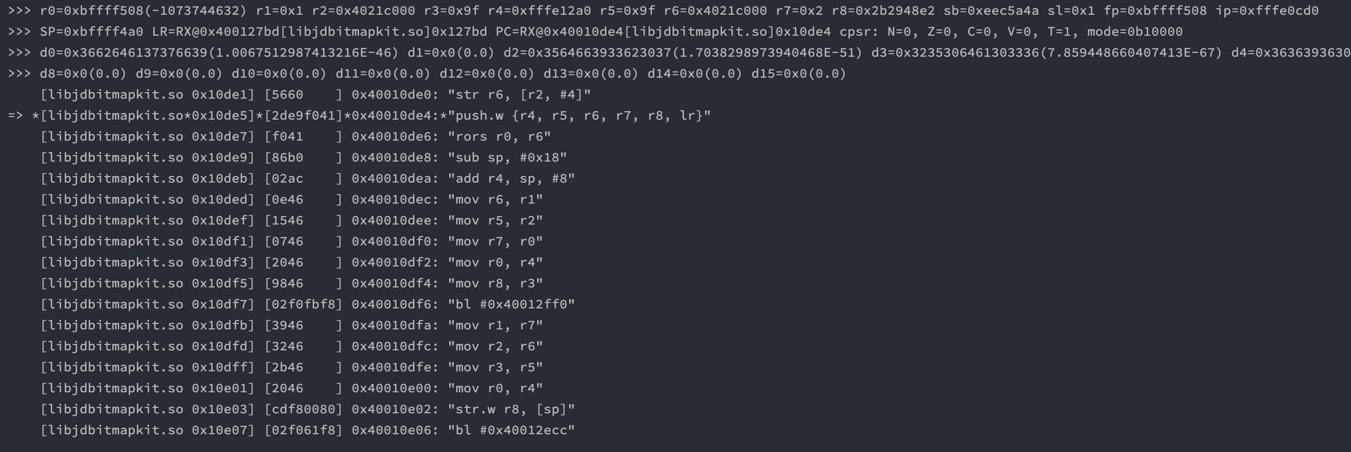 >>> r0=0xbffff508(-1073744632) r1=0x1 r2=0x4021c000 r3=0x9f r4=0xfffe12a0 r5=0x9f r6=0x4021c000 r7=0x2 r8=0x2b2948e2 sb=0xeec5a4a sl=0x1 fp=0xbffff508 ip=0xfffe0cd0
>>> SP=0xbffff4a0 LR=RX@0x400127bd[libjdbitmapkit.so]0x127bd PC=RX@0x40010de4[libjdbitmapkit.so]0x10de4 cpsr: N=0, Z=0, C=0, V=0, T=1, mode=0b10000
>>> d0=0x3662646137376639(1.0067512987413216E-46) d1=0x0(0.0) d2=0x3564663933623037(1.7038298973940468E-51) d3=0x3235306461303336(7.859448660407413E-67) d4=0x3636393630
>>> d8=0x0(0.0) d9=0x0(0.0) d10=0x0(0.0) d11=0x0(0.0) d12=0x0(0.0) d13=0x0(0.0) d14=0x0(0.0) d15=0x0(0.0)
[libjdbitmapkit.so 0x10de1] [5660    ] 0x40010de0: "str r6, [r2, #4]"
=> *[libjdbitmapkit.so*0x10de5]*[2de9f041]*0x40010de4:*"push.w {r4, r5, r6, r7, r8, lr}"
[libjdbitmapkit.so 0x10de7] [f041    ] 0x40010de6: "rors r0, r6"
[libjdbitmapkit.so 0x10de9] [86b0    ] 0x40010de8: "sub sp, #0x18"
[libjdbitmapkit.so 0x10deb] [02ac    ] 0x40010dea: "add r4, sp, #8"
[libjdbitmapkit.so 0x10ded] [0e46    ] 0x40010dec: "mov r6, r1"
[libjdbitmapkit.so 0x10def] [1546    ] 0x40010dee: "mov r5, r2"
[libjdbitmapkit.so 0x10df1] [0746    ] 0x40010df0: "mov r7, r0"
[libjdbitmapkit.so 0x10df3] [2046    ] 0x40010df2: "mov r0, r4"
[libjdbitmapkit.so 0x10df5] [9846    ] 0x40010df4: "mov r8, r3"
[libjdbitmapkit.so 0x10df7] [02f0fbf8] 0x40010df6: "bl #0x40012ff0"
[libjdbitmapkit.so 0x10dfb] [3946    ] 0x40010dfa: "mov r1, r7"
[libjdbitmapkit.so 0x10dfd] [3246    ] 0x40010dfc: "mov r2, r6"
[libjdbitmapkit.so 0x10dff] [2b46    ] 0x40010dfe: "mov r3, r5"
[libjdbitmapkit.so 0x10e01] [2046    ] 0x40010e00: "mov r0, r4"
[libjdbitmapkit.so 0x10e03] [cdf80080] 0x40010e02: "str.w r8, [sp]"
[libjdbitmapkit.so 0x10e07] [02f061f8] 0x40010e06: "bl #0x40012ecc"